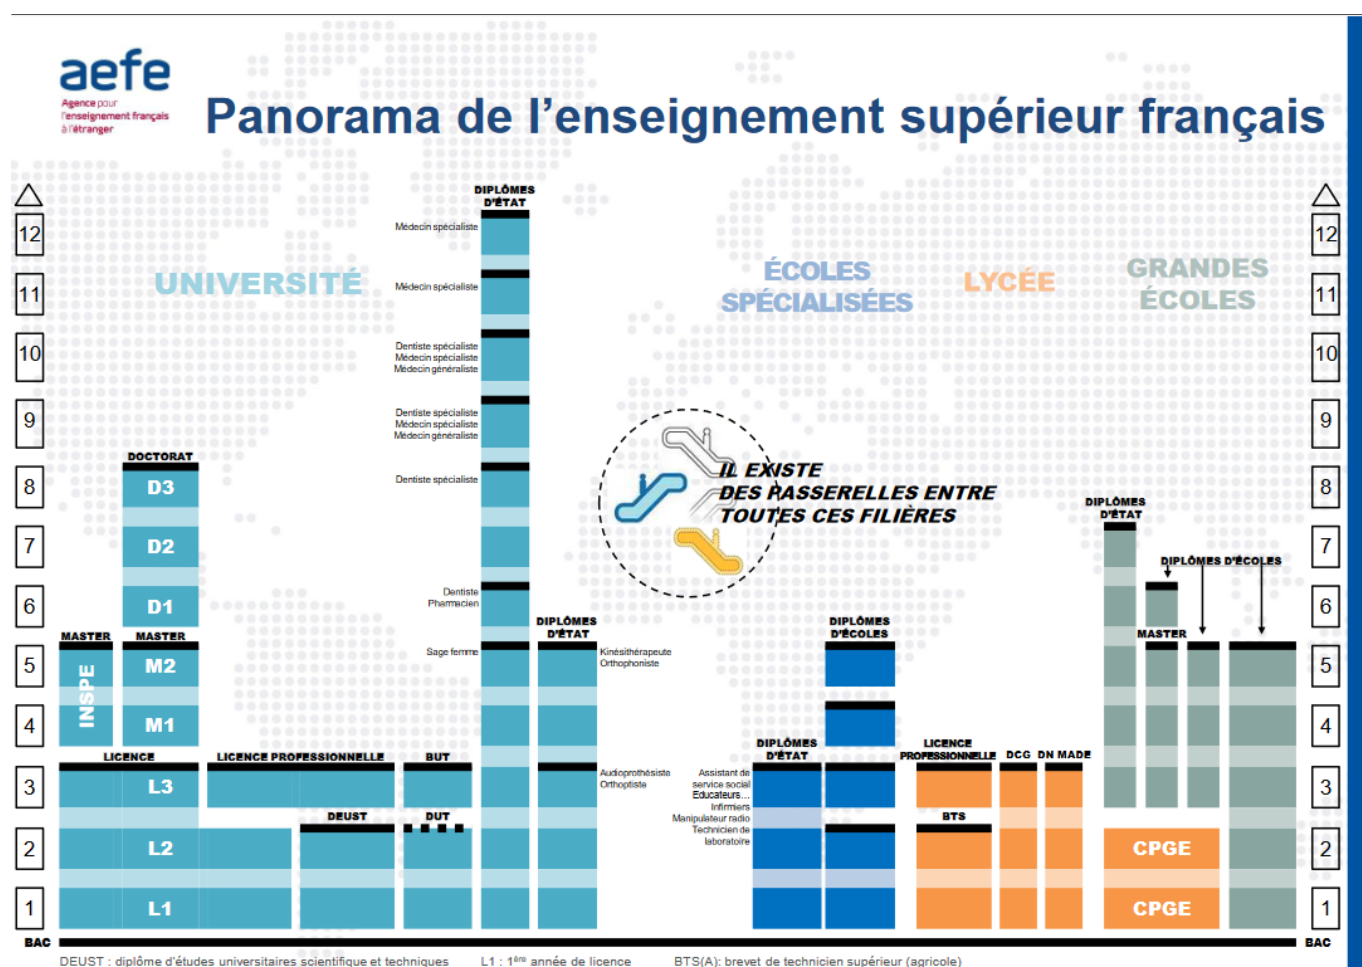 aefe
Agence pour
l'enseignement français
à l'étranger
Panorama de l'enseignement supérieur français
UNIVERSITÉ
ÉCOLES
SPÉCIALISÉES
LYCÉE
GRANDES
ÉCOLES
12
11
10
9
8
7
6
5
4
3
2
1
BAC
DIPLÔMES
D'ÉTAT
Médecin spécialiste
Médecin spécialiste
Dentiste spécialiste
Médecin spécialiste
Médecin généraliste
Dentiste spécialiste
Médecin spécialiste
Médecin généraliste
Dentiste spécialiste
Dentiste
Pharmacien
Sage femme
DOCTORAT
D3
D2
D1
MASTER
MASTER
INSPE
M2
M1
LICENCE
L3
L2
L1
LICENCE PROFESSIONNELLE
DEUST
BUT
DUT
DIPLÔMES
D'ÉTAT
Kinésithérapeute
Orthophoniste
Audioprothésiste
Orthoptiste
IL EXISTE
DES PASSERELLES ENTRE
TOUTES CES FILIÈRES
DIPLÔMES
D'ÉTAT
Assistant de
service social
Educateurs...
Infirmiers
Manipulateur radio
Technicien de
laboratoire
DIPLÔMES
D'ÉCOLES
LICENCE
PROFESSIONNELLE
BTS
DCG
DN MADE
DIPLÔMES
D'ÉTAT
DIPLÔMES D'ÉCOLES
MASTER
CPGE
CPGE
12
11
10
9
8
7
6
5
4
3
2
1
BAC
DEUST : diplôme d'études universitaires scientifique et techniques
L1 : 1ère année de licence
BTS(A): brevet de technicien supérieur (agricole)